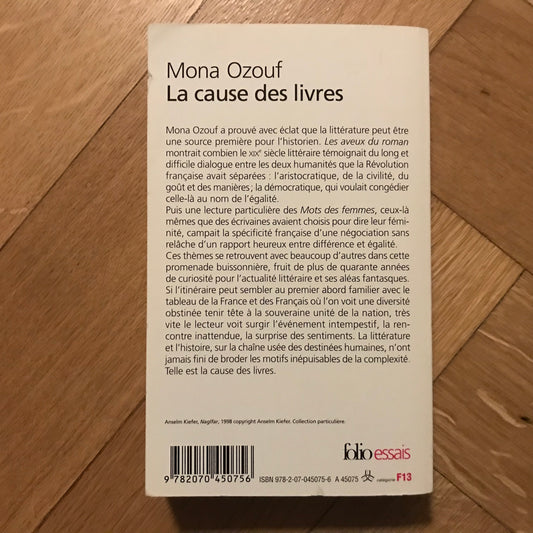 Mona Ozouf
La cause des livres
Mona Ozouf a prouvé avec éclat que la littérature peut être
une source première pour l'historien. Les aveux du roman
montrait combien le XIXe siècle littéraire témoignait du long et
difficile dialogue entre les deux humanités que la Révolution
française avait séparées : l'aristocratique, de la civilité, du
goût et des manières ; la démocratique, qui voulait congédier
celle-là au nom de l'égalité.
Puis une lecture particulière des Mots des femmes, ceux-là
mêmes que des écrivaines avaient choisis pour dire leur fémi-
nité, campait la spécificité française d'une négociation sans
relâche d'un rapport heureux entre différence et égalité.
Ces thèmes se retrouvent avec beaucoup d'autres dans cette
promenade buissonnière, fruit de plus de quarante années
de curiosité pour l'actualité littéraire et ses aléas fantasques.
Si l'itinéraire peut sembler au premier abord familier avec le
tableau de la France et des Français où l'on voit une diversité
obstinée tenir tête à la souveraine unité de la nation, très
vite le lecteur voit surgir l'événement intempestif, la ren-
contre inattendue, la surprise des sentiments. La littérature
et l'histoire, sur la chaîne usée des destinées humaines, n'ont
jamais fini de broder les motifs inépuisables de la complexité.
Telle est la cause des livres.
Anselm Kiefer, Naglfar, 1998 copyright Anselm Kiefer. Collection particulière.
folio essais
9 782070 450756
ISBN 978-2-07-045075-6 A 45075 catégorie F13